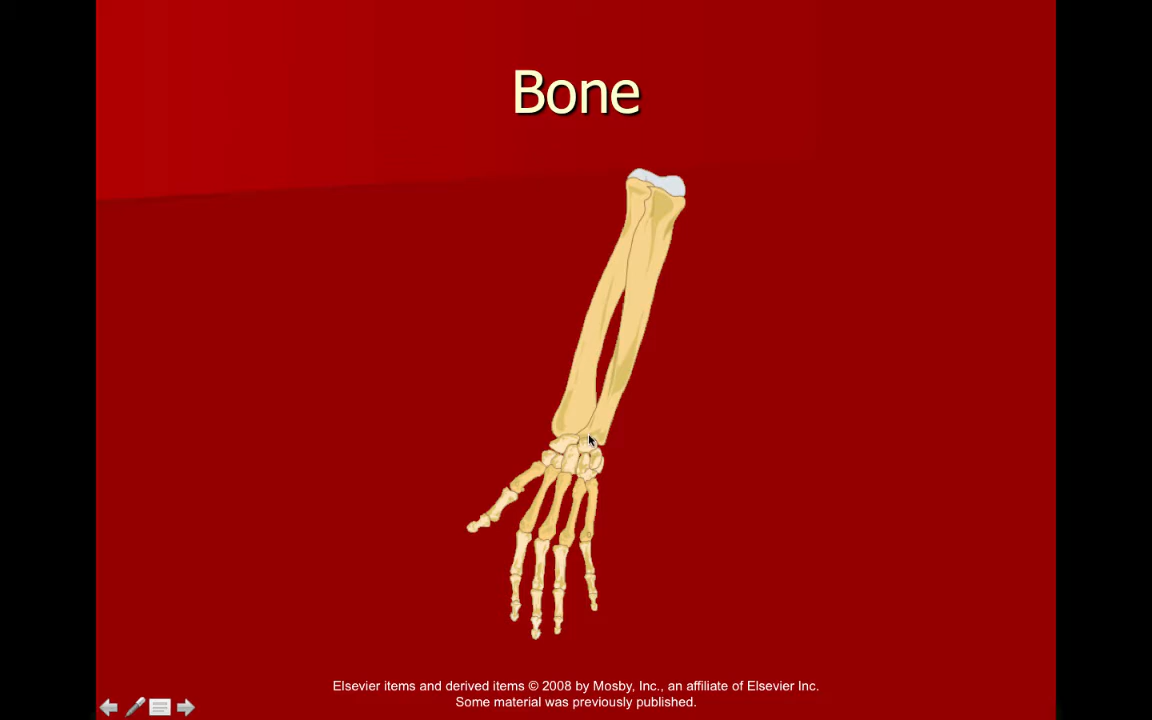 Bone
Elsevier items and derived items © 2008 by Mosby, Inc., an affiliate of Elsevier Inc.
Some material was previously published.